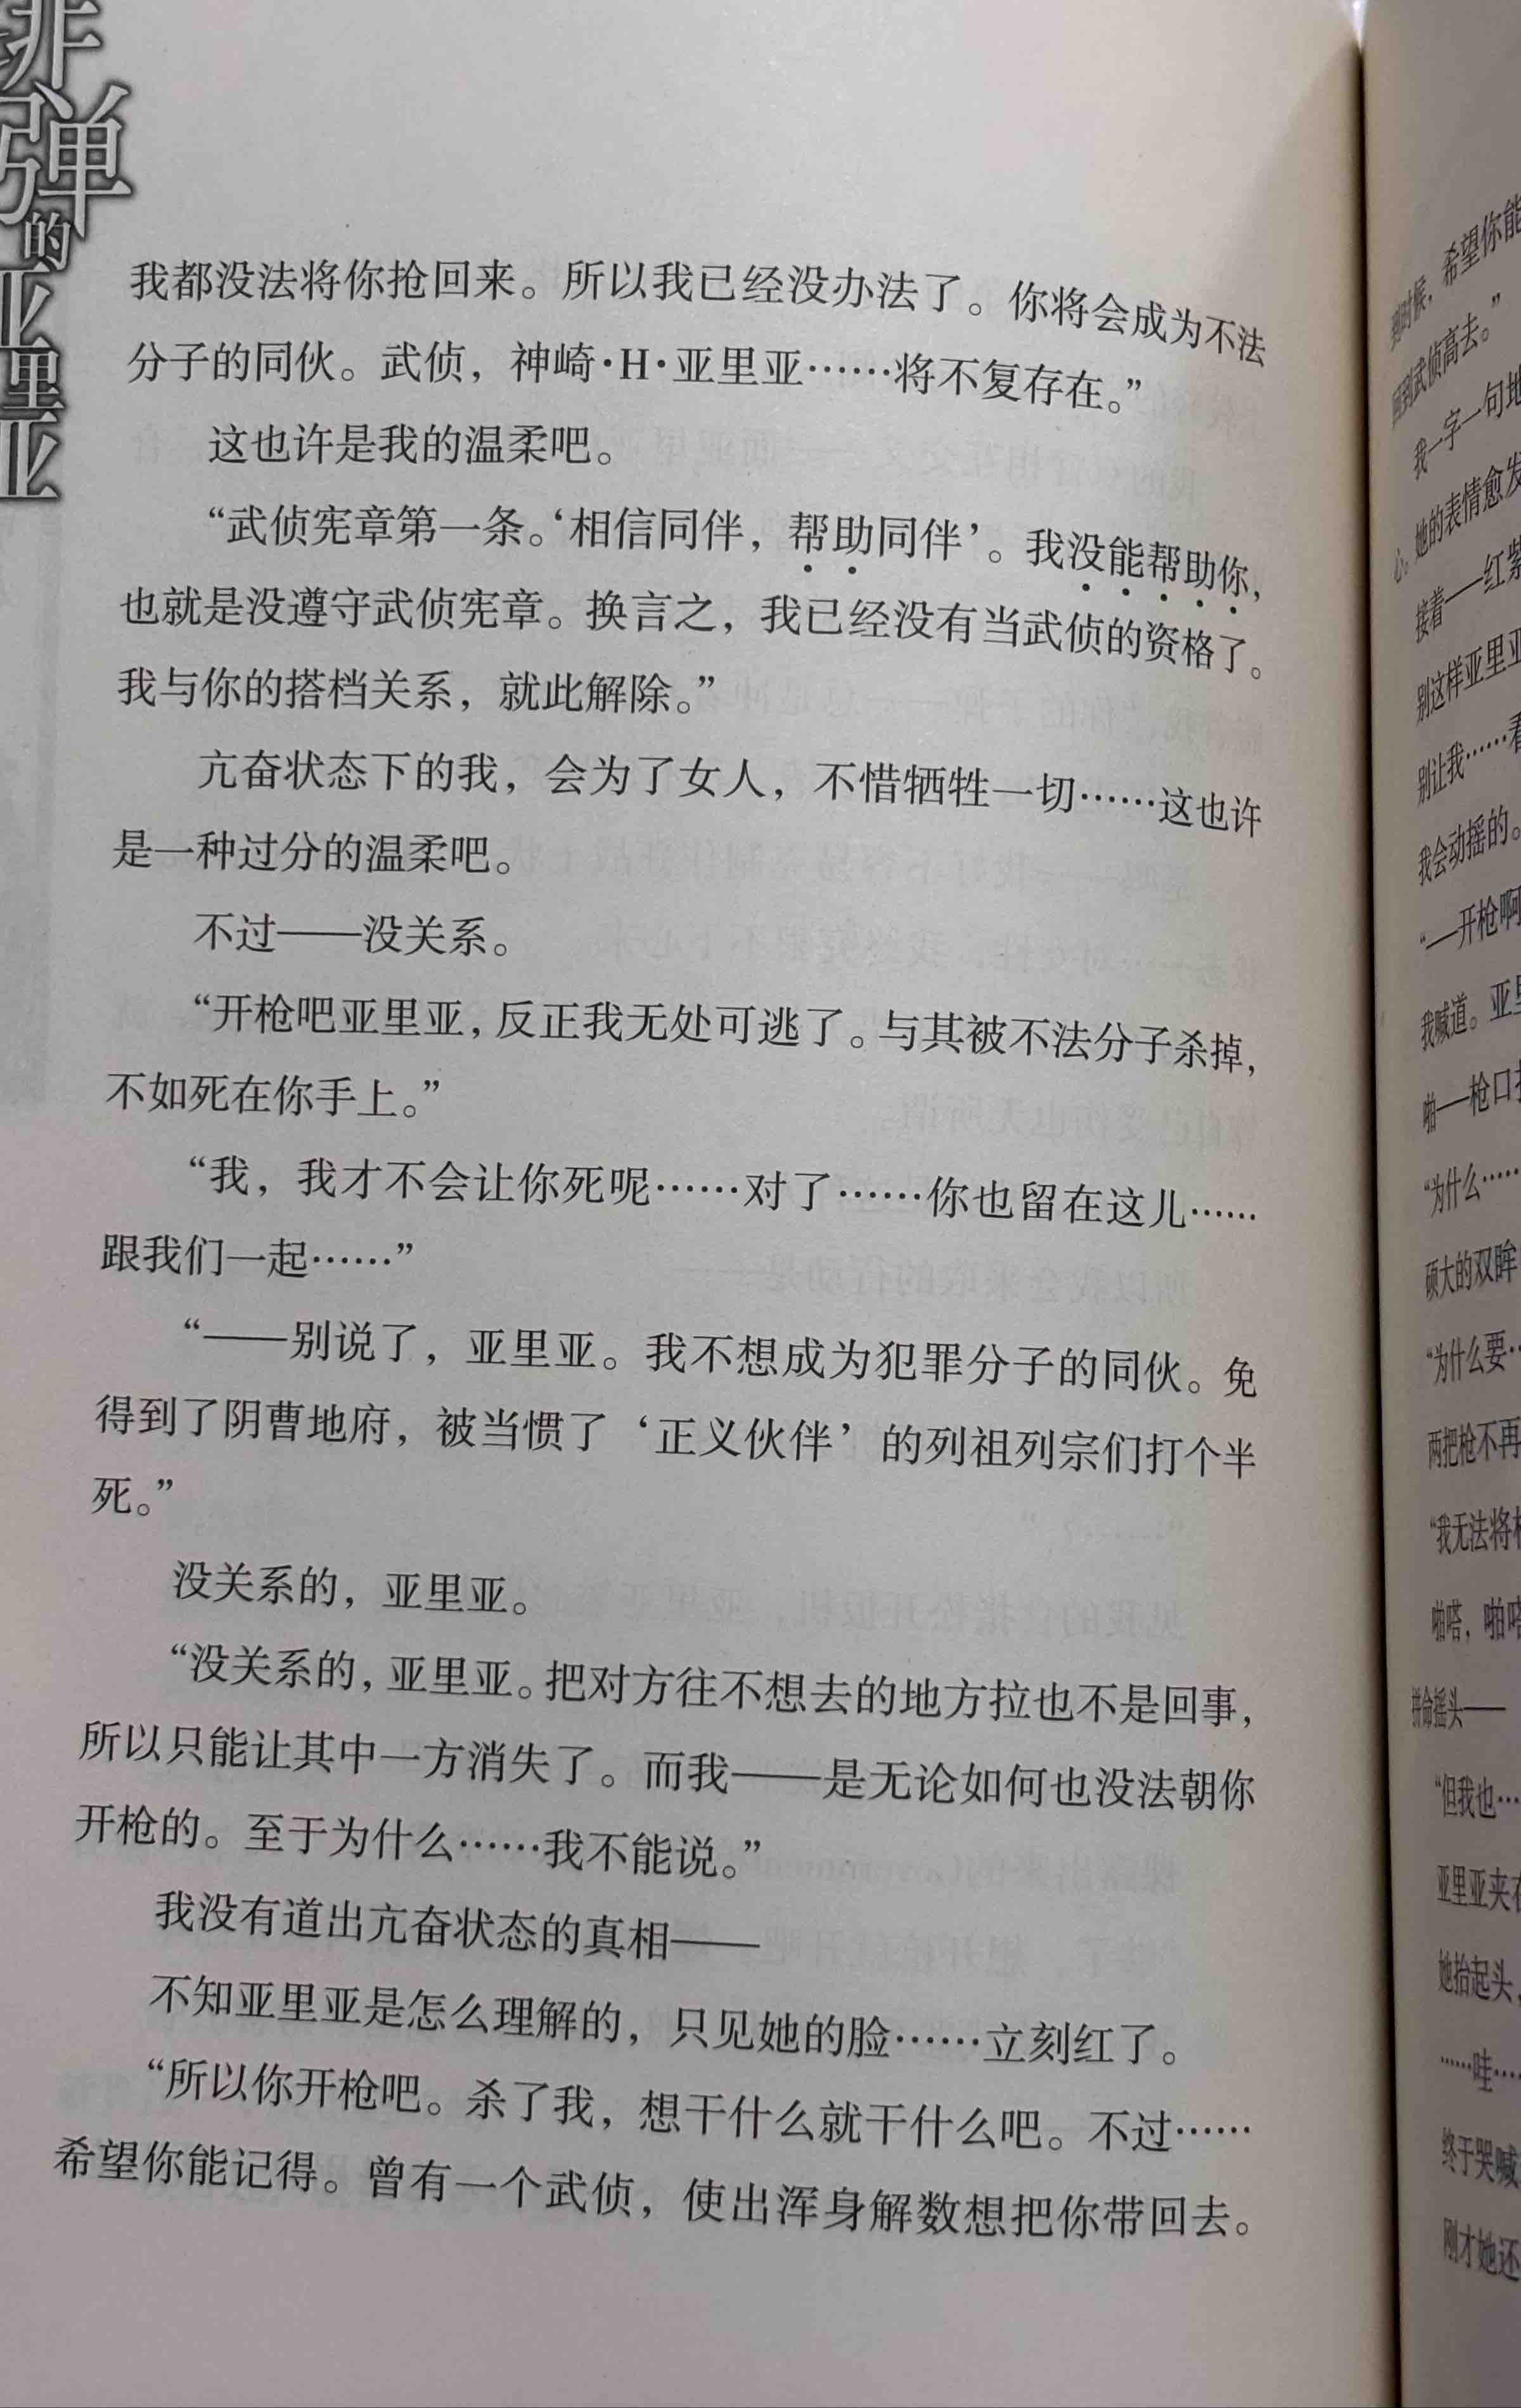 绯弹的亚里亚
我都没法将你抢回来。所以我已经没办法了。你将会成为不法
分子的同伙。武侦，神崎·H·亚里亚……将不复存在。”
这也许是我的温柔吧。
“武侦宪章第一条。‘相信同伴，帮助同伴’。我没能帮助你，
也就是没遵守武侦宪章。换言之，我已经没有当武侦的资格了。
我与你的搭档关系，就此解除。”
亢奋状态下的我，会为了女人，不惜牺牲一切……这也许
是一种过分的温柔吧。
不过——没关系。
“开枪吧亚里亚，反正我无处可逃了。与其被不法分子杀掉，
不如死在你手上。”
“我，我才不会让你死呢……对了……你也留在这儿……
跟我们一起……”
“——别说了，亚里亚。我不想成为犯罪分子的同伙。免
得到了阴曹地府，被当惯了‘正义伙伴’的列祖列宗们打个半
死。”
没关系的，亚里亚。
“没关系的，亚里亚。把对方往不想去的地方拉也不是回事，
所以只能让其中一方消失了。而我——是无论如何也没法朝你
开枪的。至于为什么……我不能说。”
我没有道出亢奋状态的真相——
不知亚里亚是怎么理解的，只见她的脸……立刻红了。
“所以你开枪吧。杀了我，想干什么就干什么吧。不过……
希望你能记得。曾有一个武侦，使出浑身解数想把你带回去。
到时候，希望你能
回到武侦高去。”
我一字一句地
心。她的表情愈发
接着——红紫
别这样亚里亚
别让我……看
我会动摇的。
“——开枪啊
我喊道。亚里
啪——枪口
“为什么……
硕大的双眸
“为什么要…
两把枪不再
“我无法将
啪嗒，啪嗒
拼命摇头——
“但我也…
亚里亚夹在
她抬起头，
……哇…
终于哭喊
刚才她还